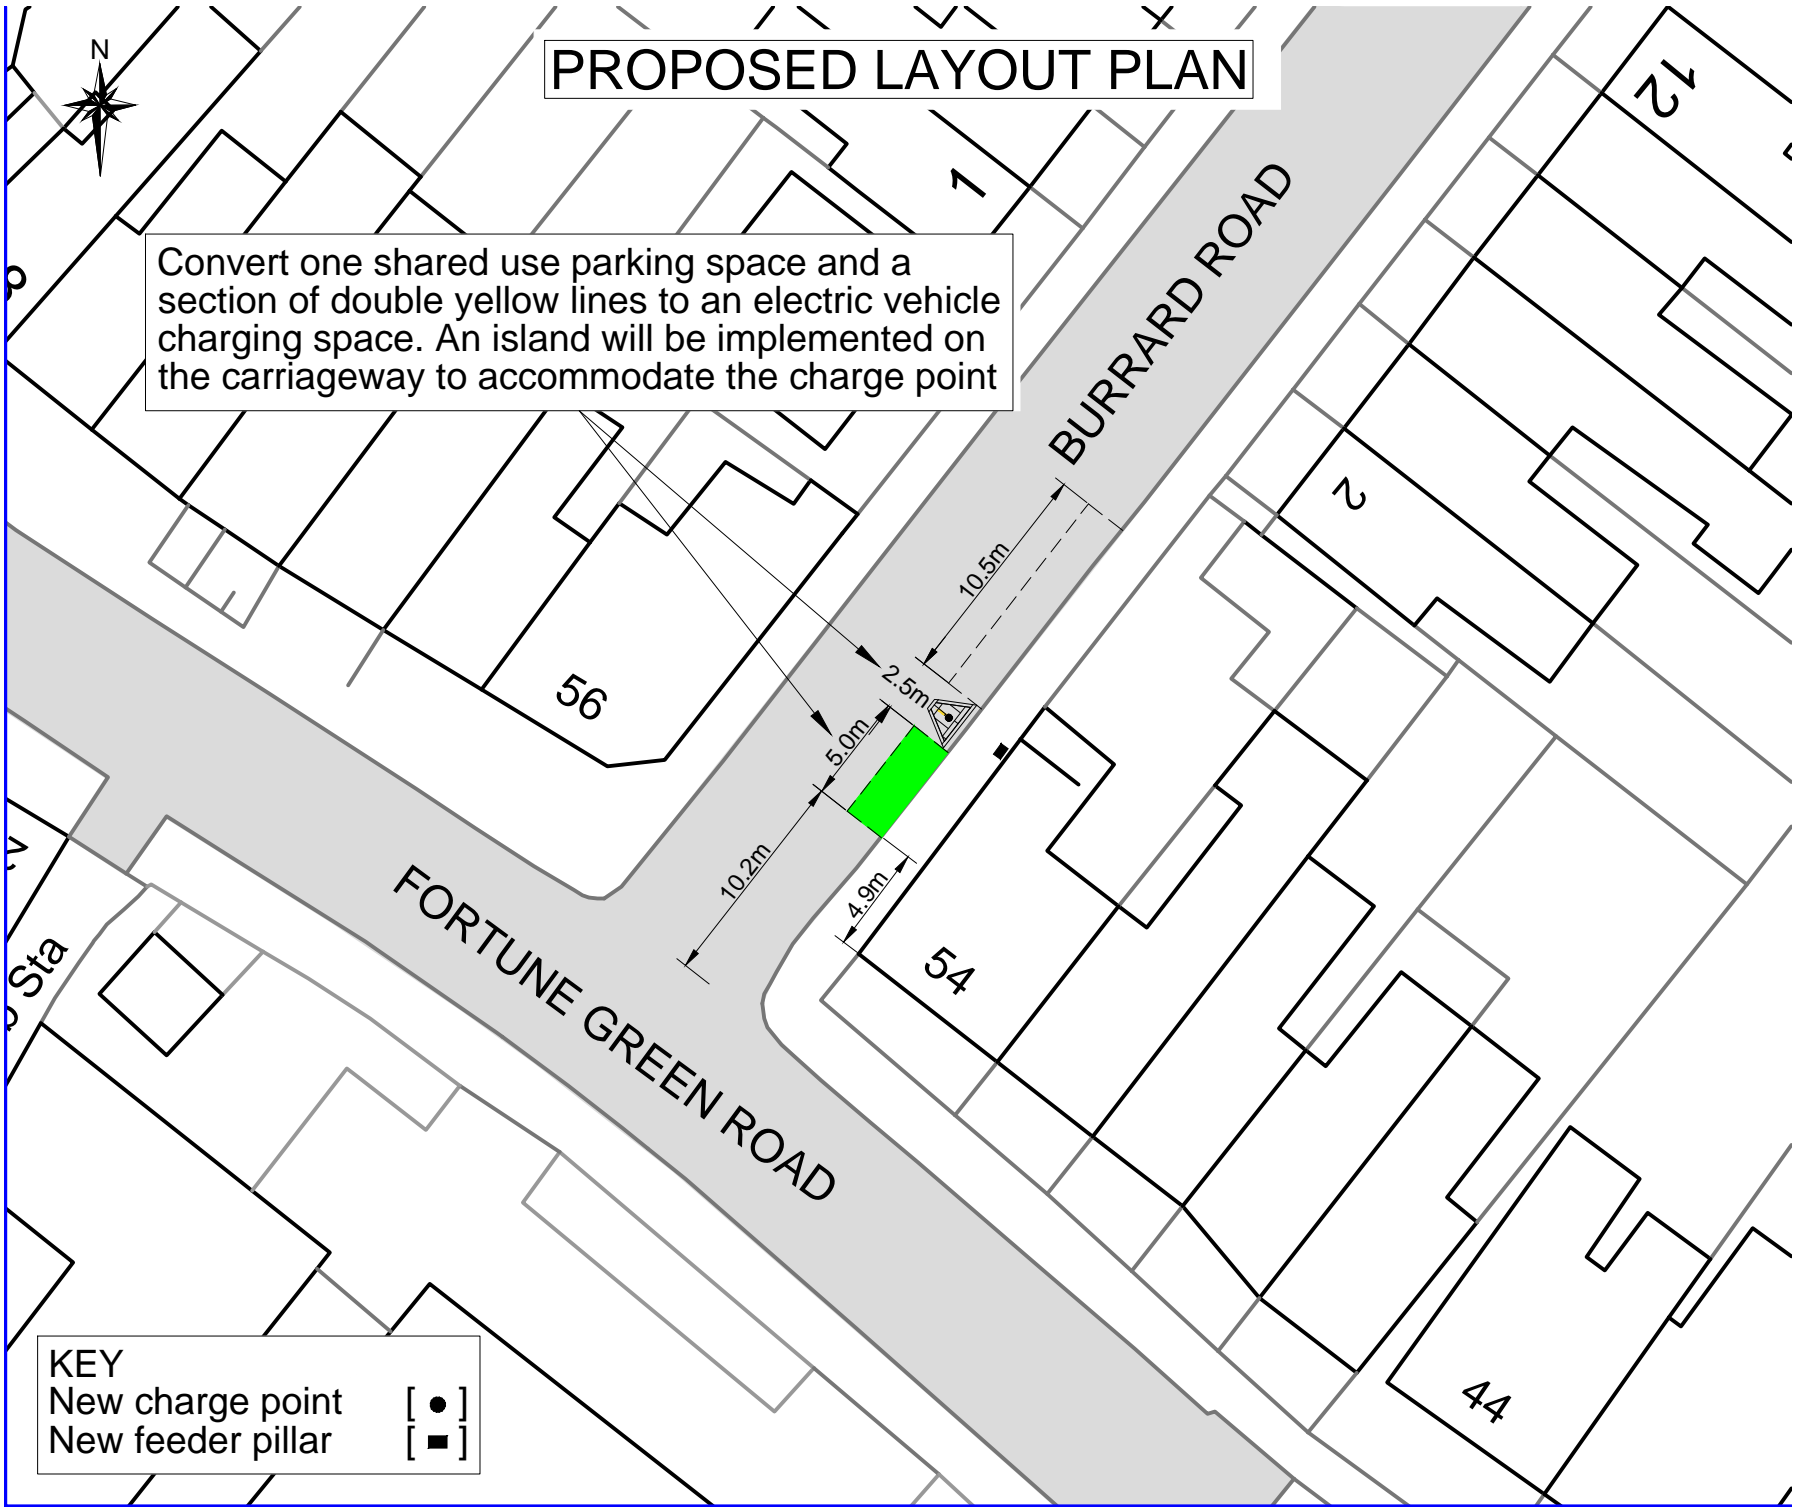 N
PROPOSED LAYOUT PLAN
12
1
8
Convert one shared use parking space and a
section of double yellow lines to an electric vehicle
charging space. An island will be implemented on
the carriageway to accommodate the charge point
BURRARD ROAD
2
10.5m
2.5m
56
5.0m
10.2m
4.9m
54
FORTUNE GREEN ROAD
Sta
44
KEY
New charge point [ ● ]
New feeder pillar [ ■ ]